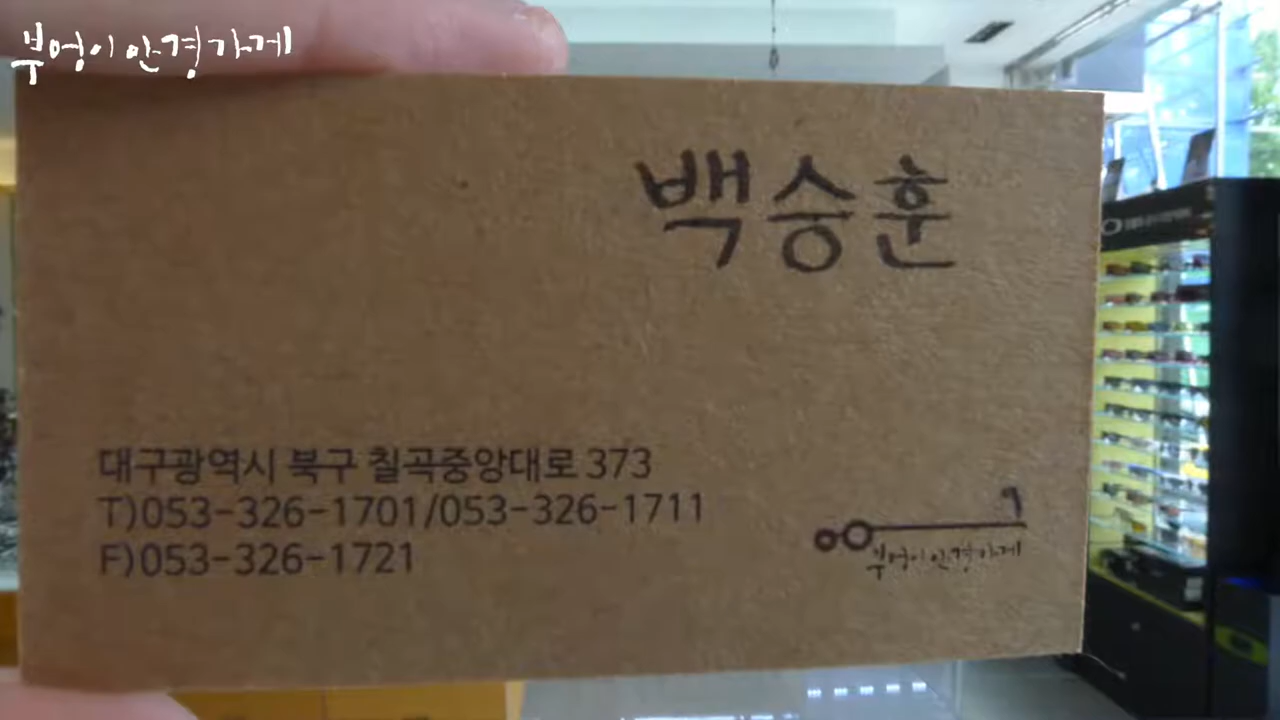 부엉이안경가게
백승훈
대구광역시 북구 칠곡중앙대로 373
T)053-326-1701/053-326-1711
F)053-326-1721
부엉이안경가게